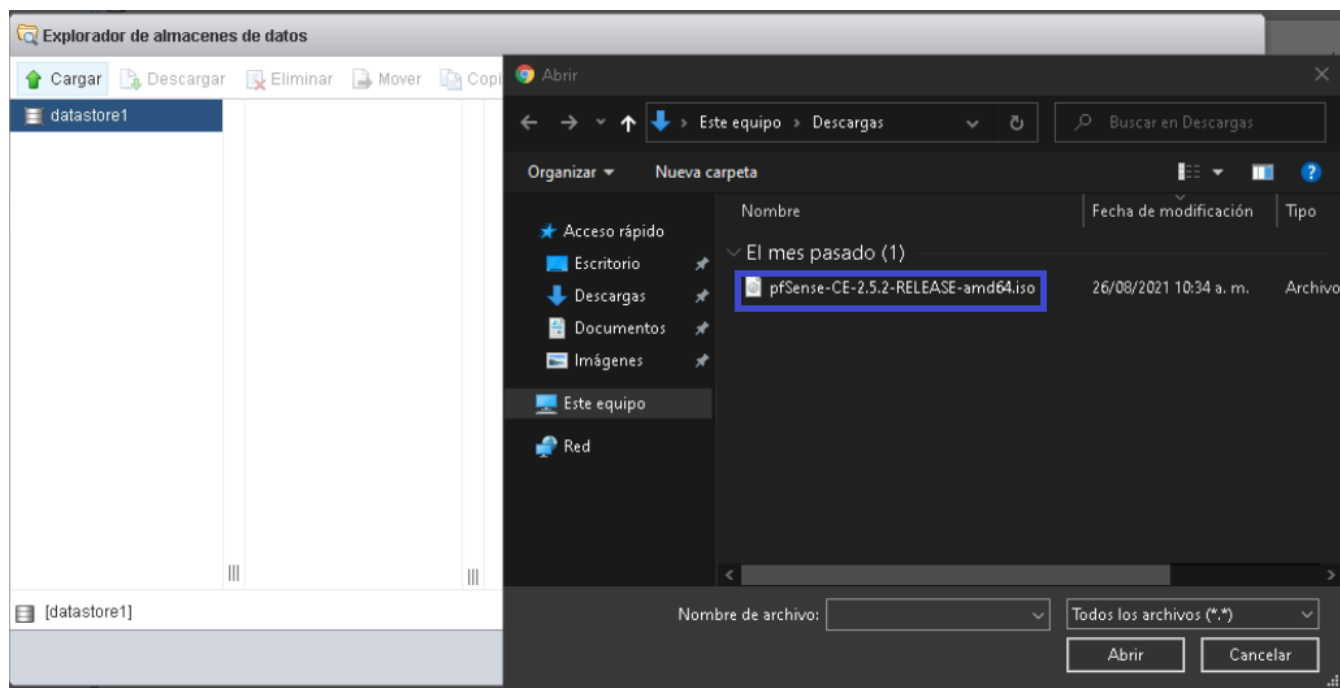 Explorador de almacenes de datos
Cargar Descargar Eliminar Mover Copi
datastore1
[datastore1]
Abrir
Este equipo > Descargas
Buscar en Descargas
Organizar Nueva carpeta
Acceso rápido
Escritorio
Descargas
Documentos
Imágenes
Este equipo
Red
Nombre Fecha de modificación Tipo
El mes pasado (1)
pfSense-CE-2.5.2-RELEASE-amd64.iso 26/08/2021 10:34 a. m. Archivo
Nombre de archivo: Todos los archivos (*.*)
Abrir Cancelar